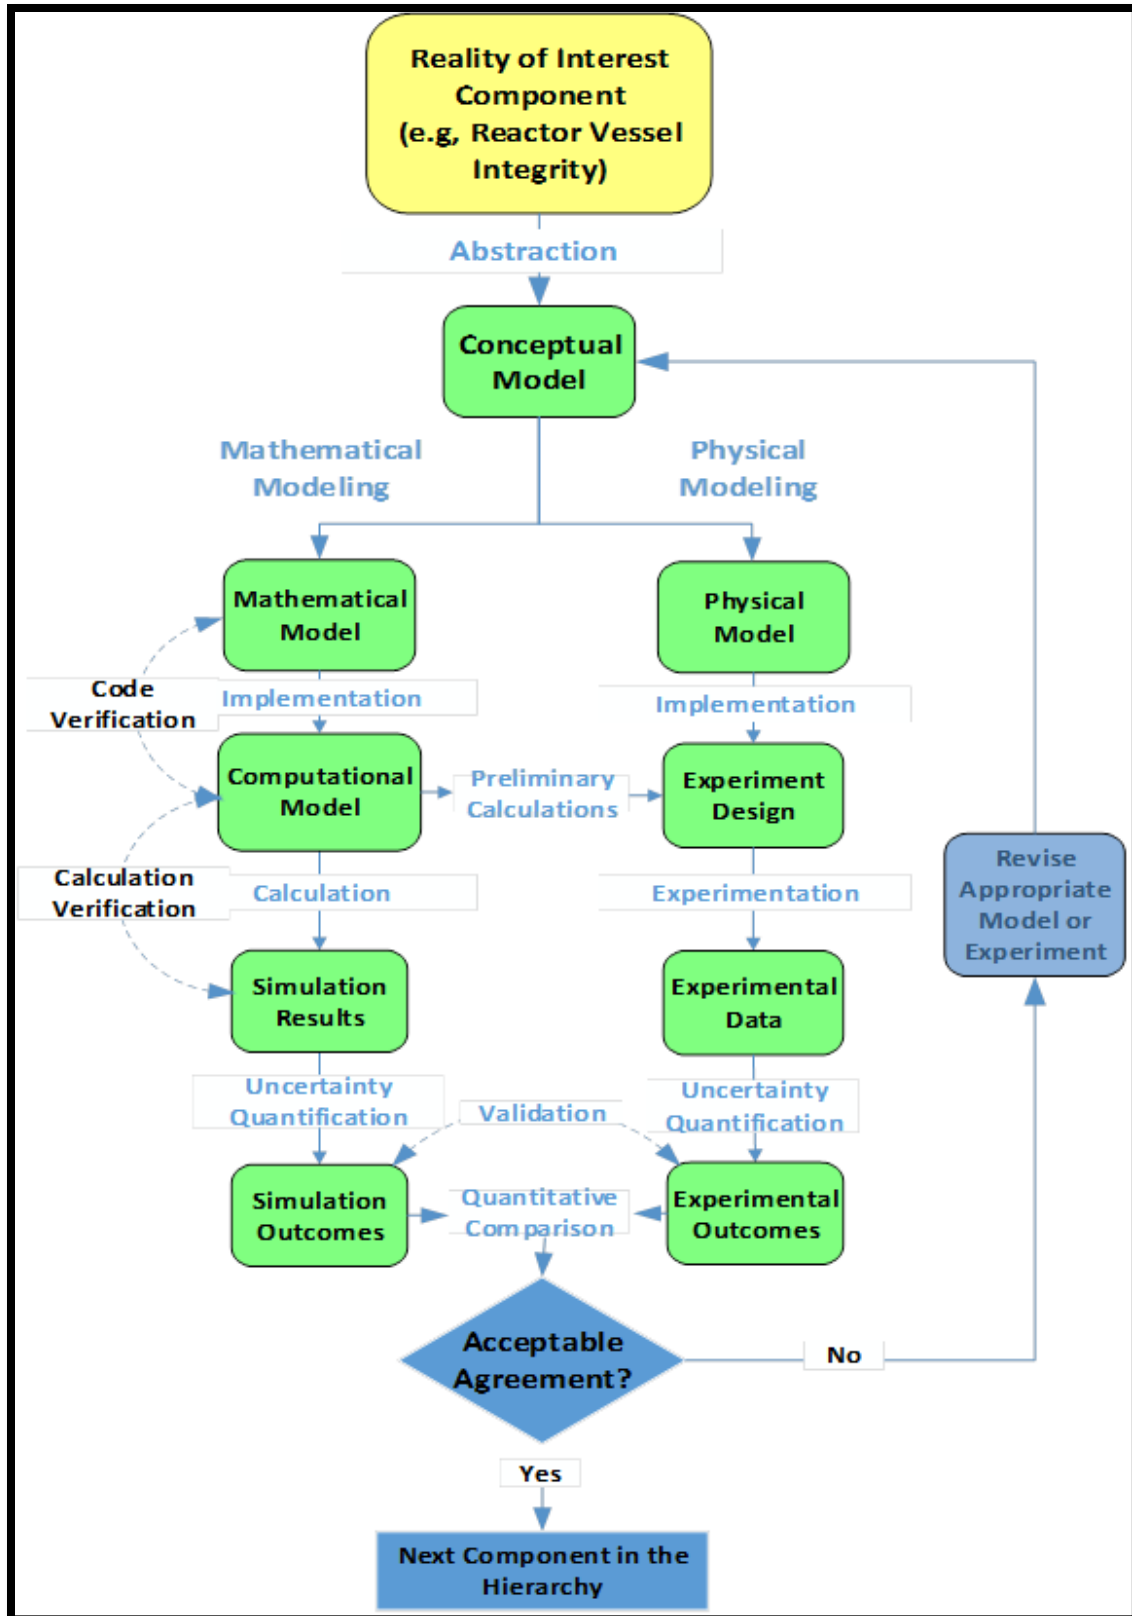 Reality of Interest
Component
(e.g, Reactor Vessel
Integrity)
Abstraction
Conceptual
Model
Mathematical
Modeling
Physical
Modeling
Mathematical
Model
Physical
Model
Code
Verification
Implementation
Implementation
Computational
Model
Preliminary
Calculations
Experiment
Design
Calculation
Verification
Calculation
Experimentation
Revise
Appropriate
Model or
Experiment
Simulation
Results
Experimental
Data
Uncertainty
Quantification
Validation
Uncertainty
Quantification
Simulation
Outcomes
Quantitative
Comparison
Experimental
Outcomes
Acceptable
Agreement?
No
Yes
Next Component in the
Hierarchy